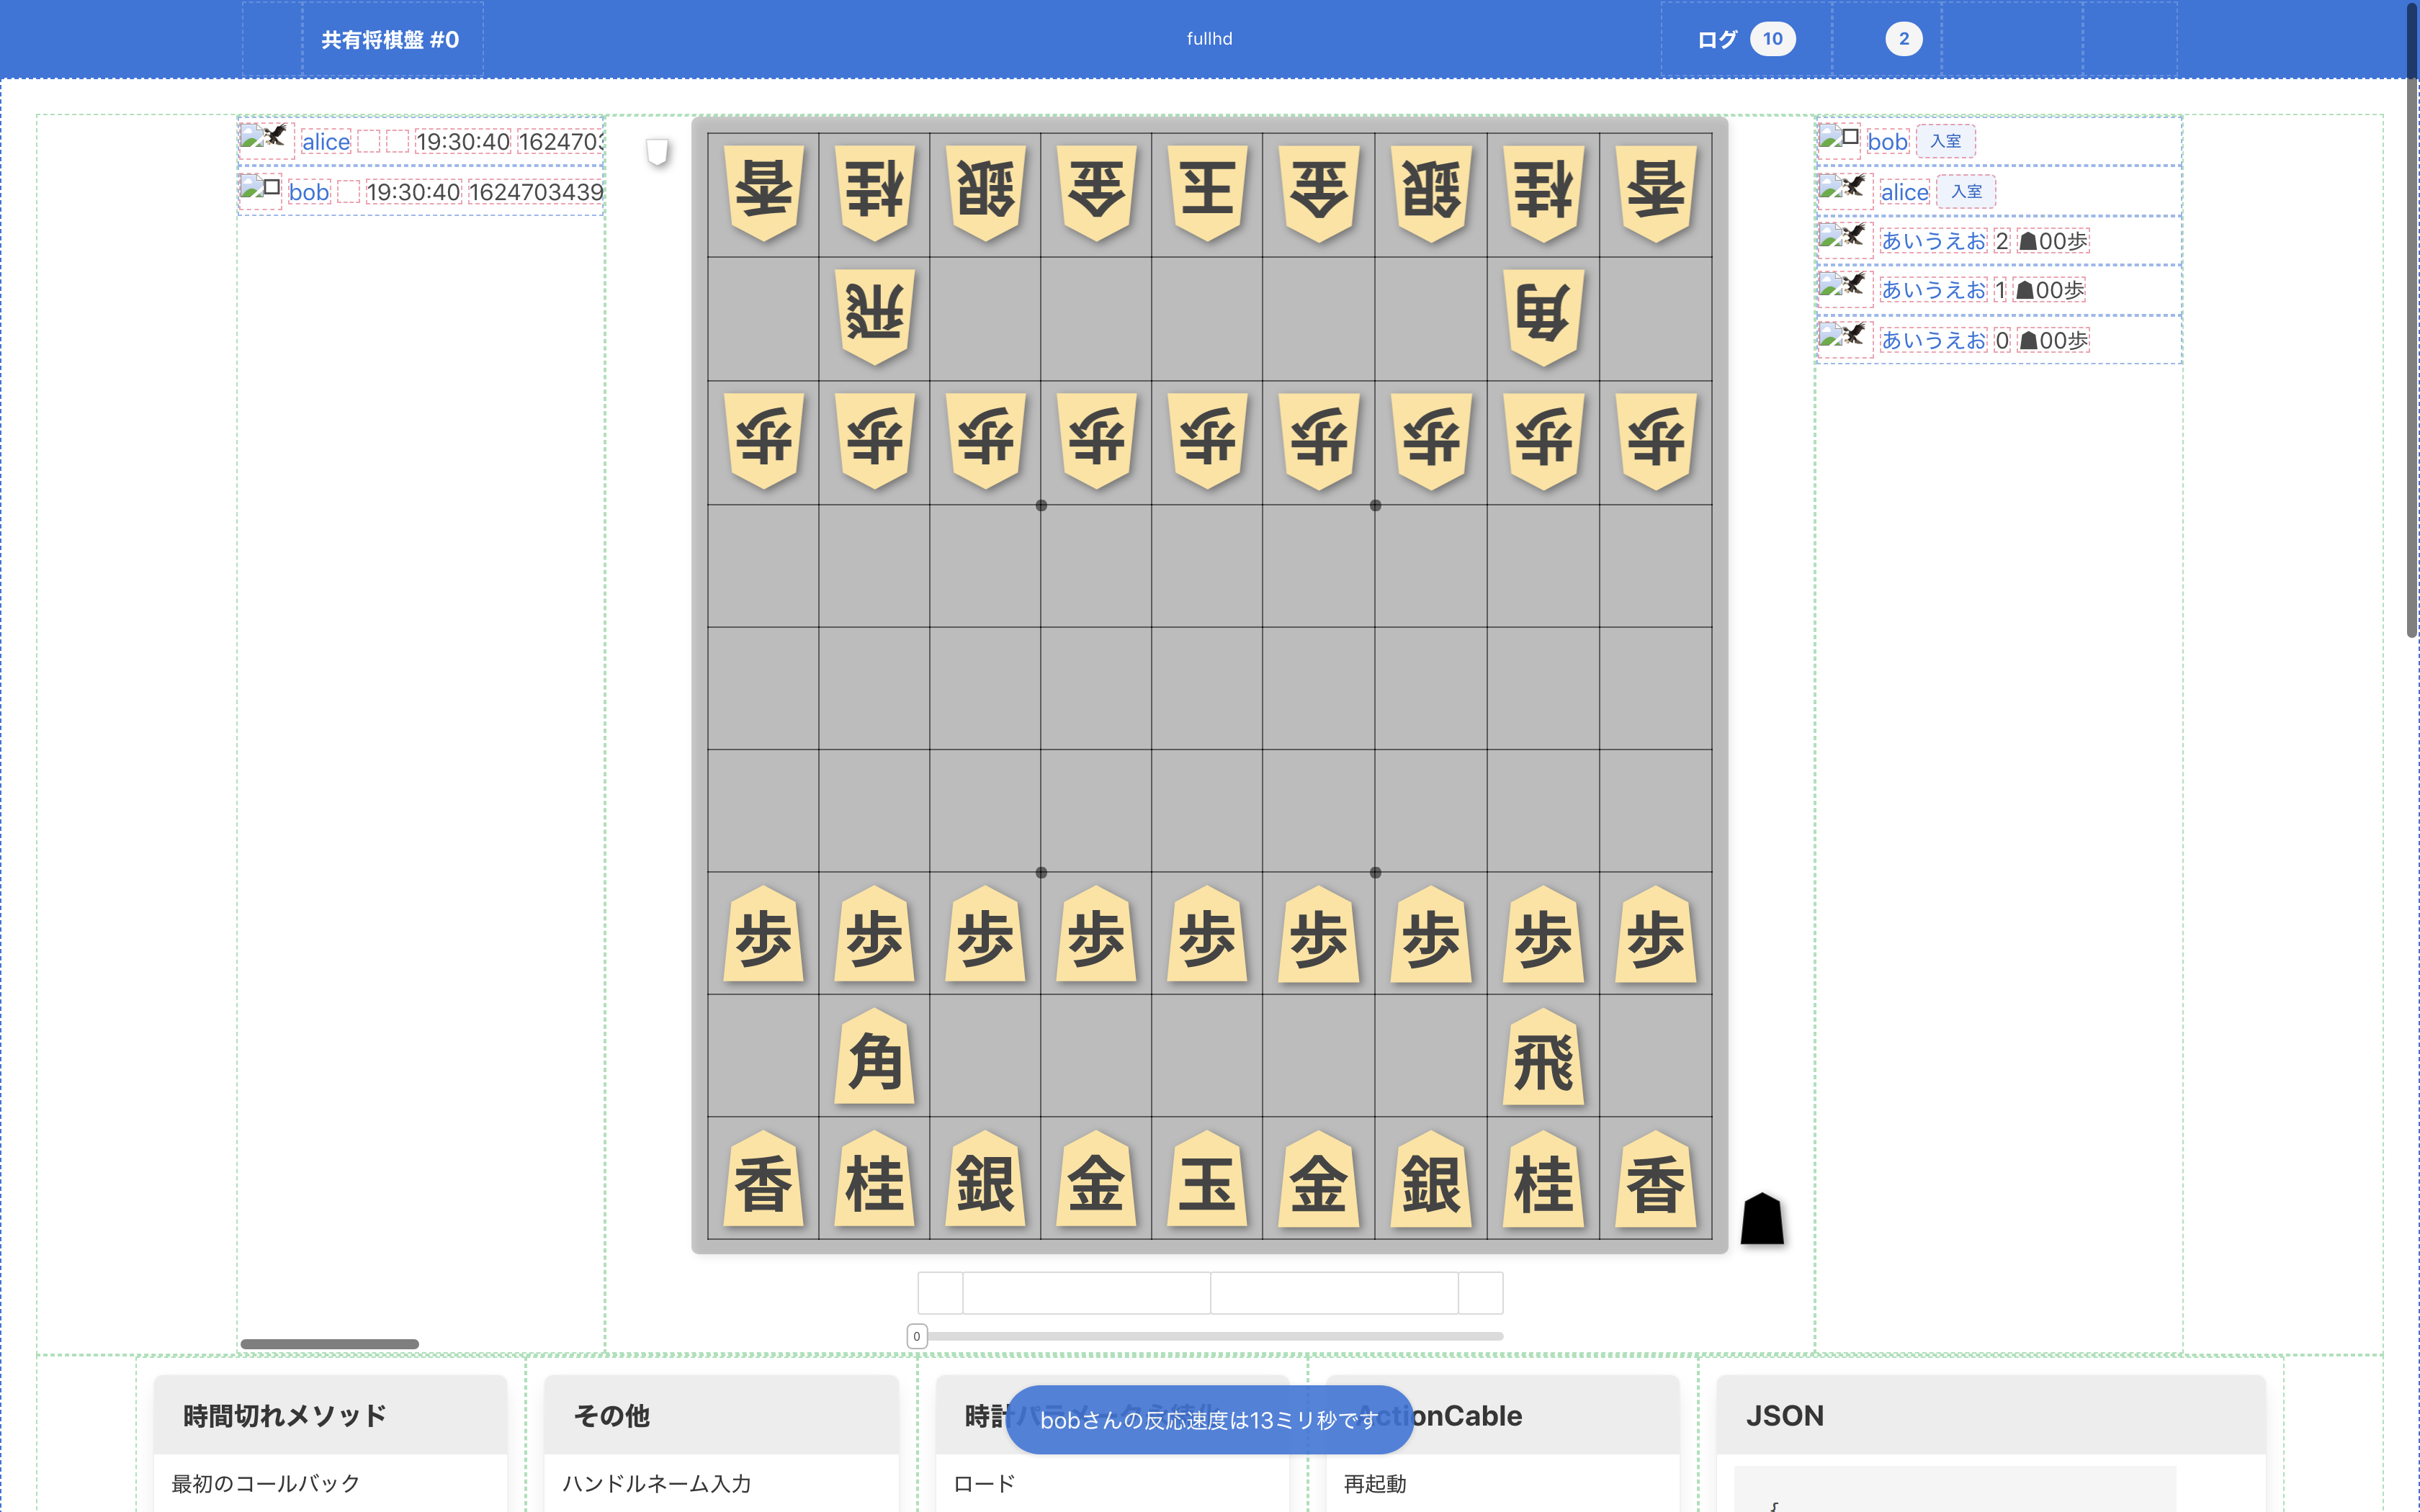 共有将棋盤 #0
fullhd
ログ 10
2
alice 19:30:40 162470
bob 19:30:40 1624703439
香 桂 銀 金 玉 金 銀 桂 香
飛 角
歩 歩 歩 歩 歩 歩 歩 歩 歩
歩 歩 歩 歩 歩 歩 歩 歩 歩
角 飛
香 桂 銀 金 玉 金 銀 桂 香
0
bob 入室
alice 入室
あいうえお 2 ☗00歩
あいうえお 1 ☗00歩
あいうえお 0 ☗00歩
時間切れメソッド
最初のコールバック
その他
ハンドルネーム入力
時計
ロード
bobさんの反応速度は13ミリ秒です
ctionCable
再起動
JSON
{